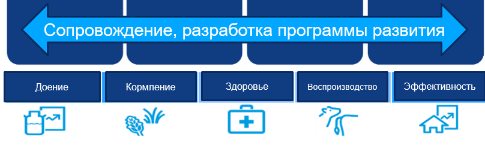 Сопровождение, разработка программы развития
Доение
Кормление
Здоровье
Воспроизводство
Эффективность